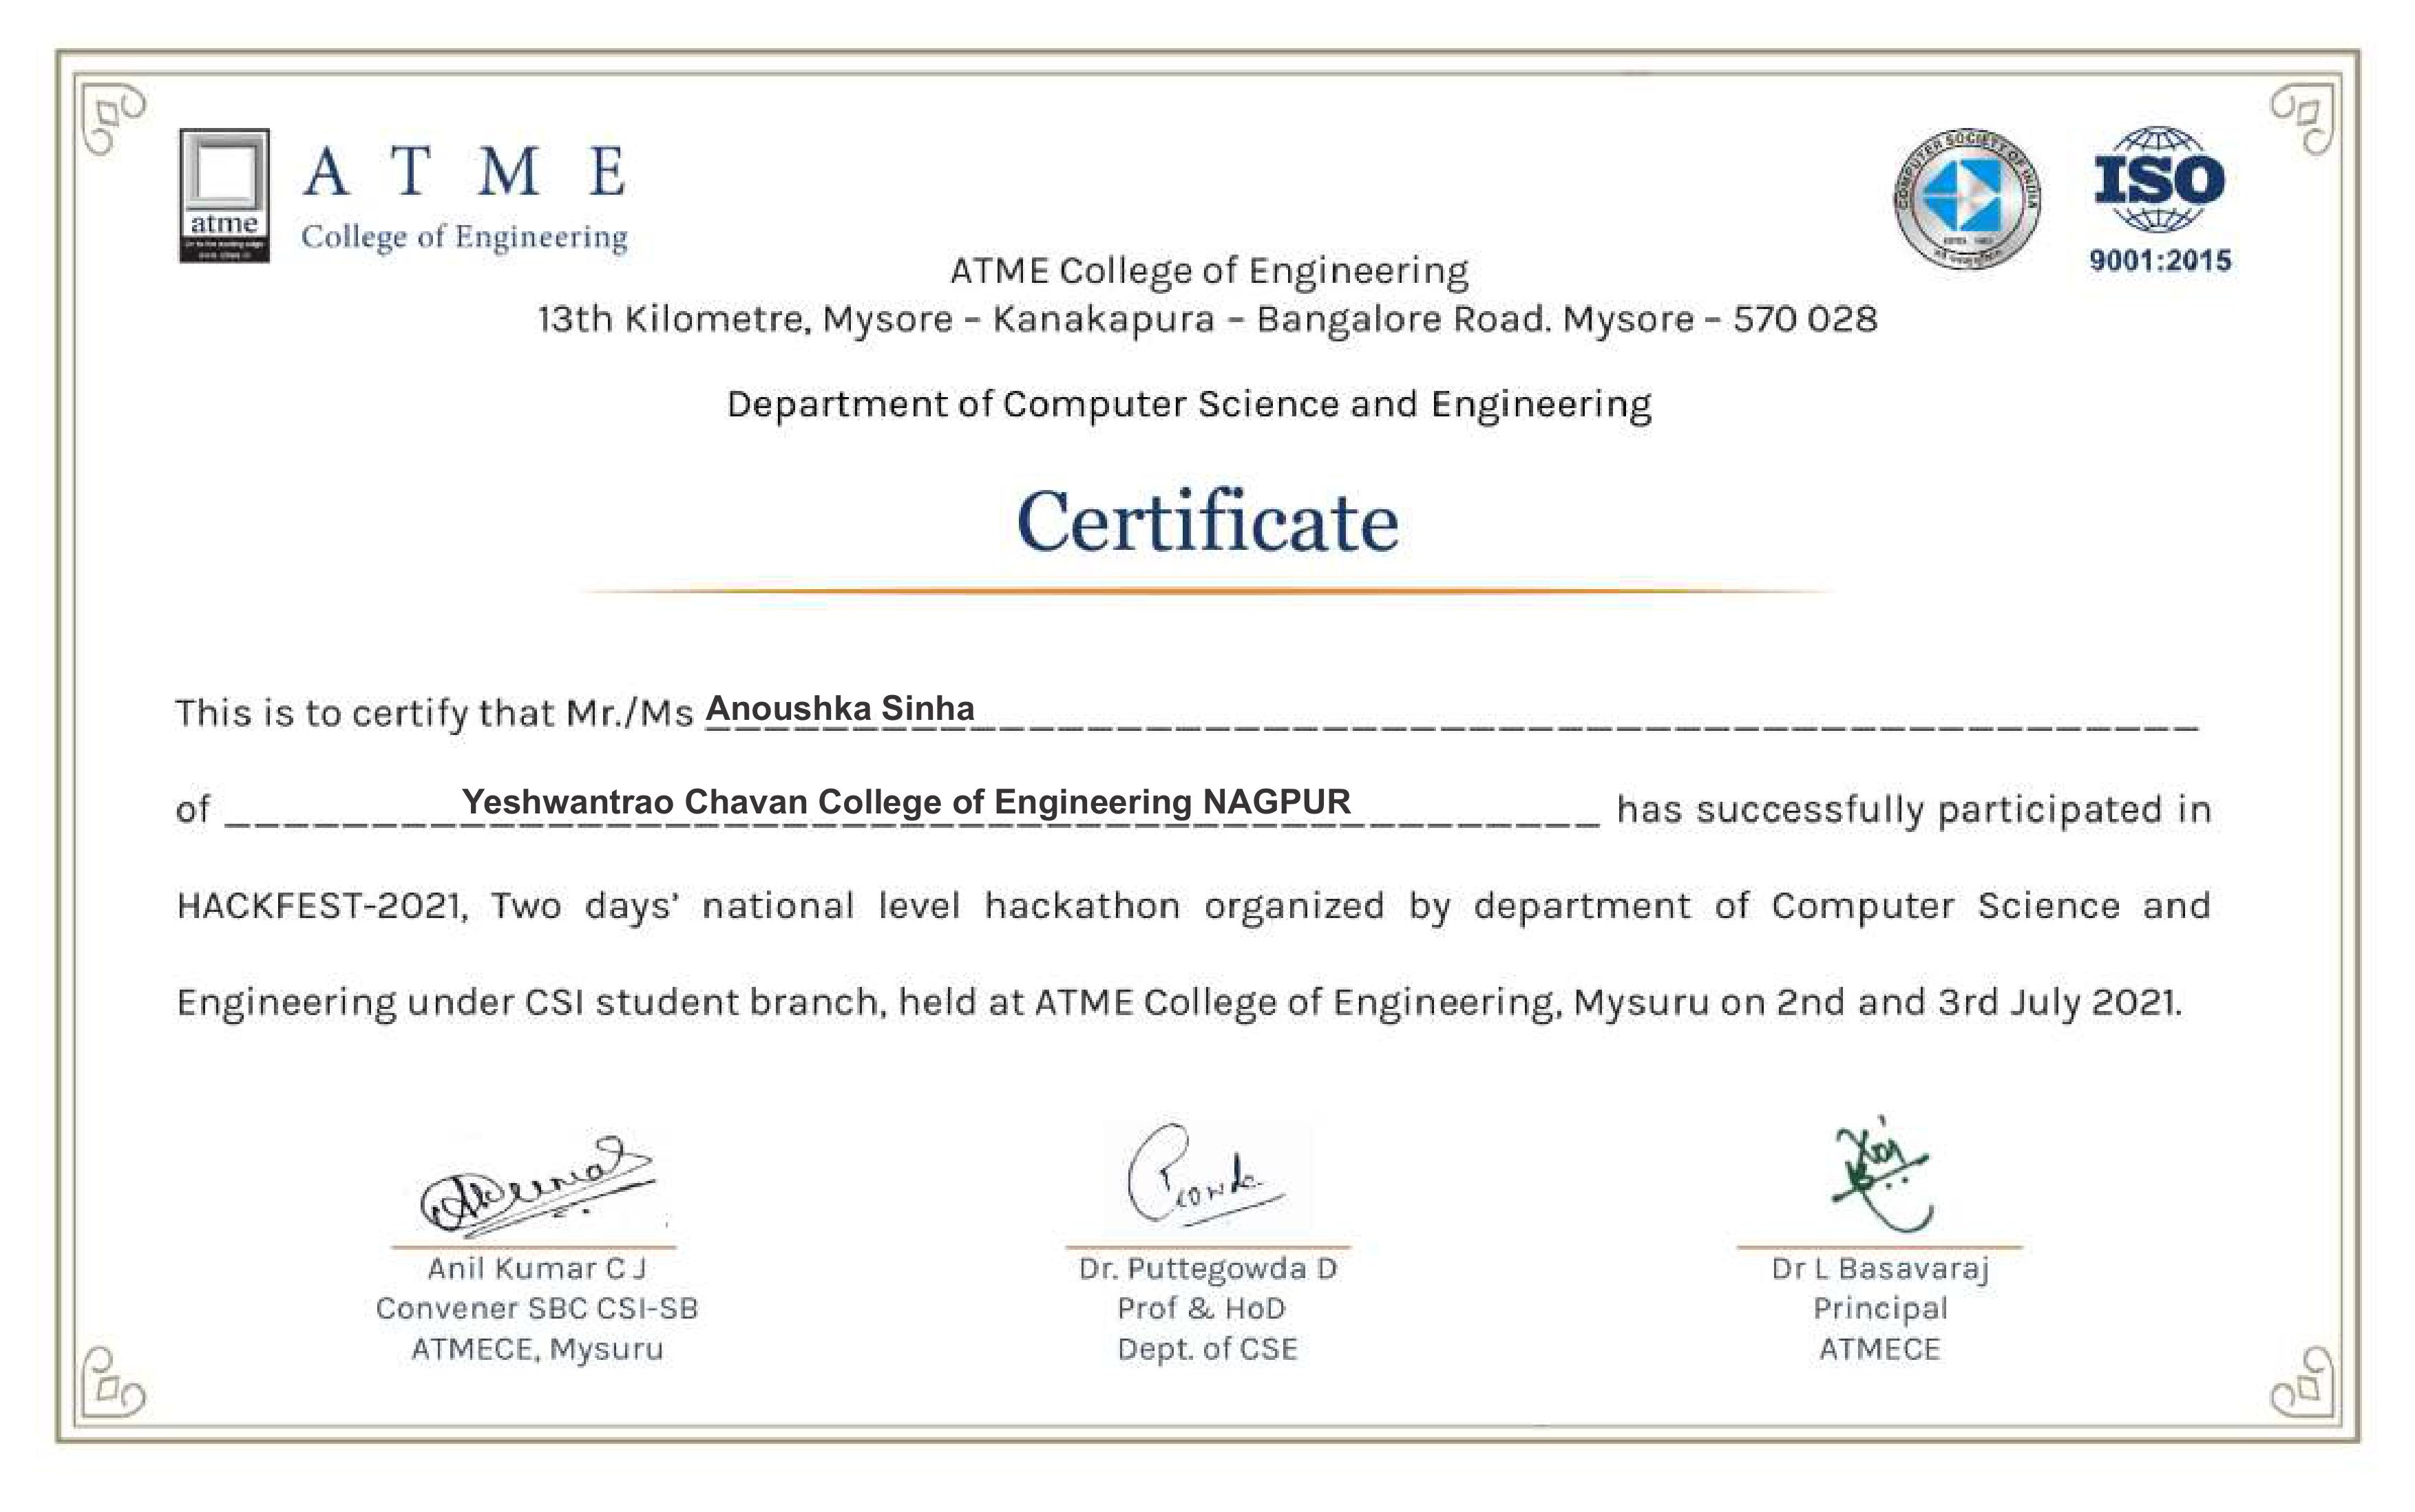 atme
A T M E
College of Engineering
COMPUTER SOCIETY OF INDIA
ISO
9001:2015
ATME College of Engineering
13th Kilometre, Mysore – Kanakapura – Bangalore Road. Mysore – 570 028
Department of Computer Science and Engineering
Certificate
This is to certify that Mr./Ms Anoushka Sinha
of Yeshwantrao Chavan College of Engineering NAGPUR has successfully participated in
HACKFEST-2021, Two days’ national level hackathon organized by department of Computer Science and
Engineering under CSI student branch, held at ATME College of Engineering, Mysuru on 2nd and 3rd July 2021.
Anil Kumar C J
Convener SBC CSI-SB
ATMECE, Mysuru
Dr. Puttegowda D
Prof & HoD
Dept. of CSE
Dr L Basavaraj
Principal
ATMECE